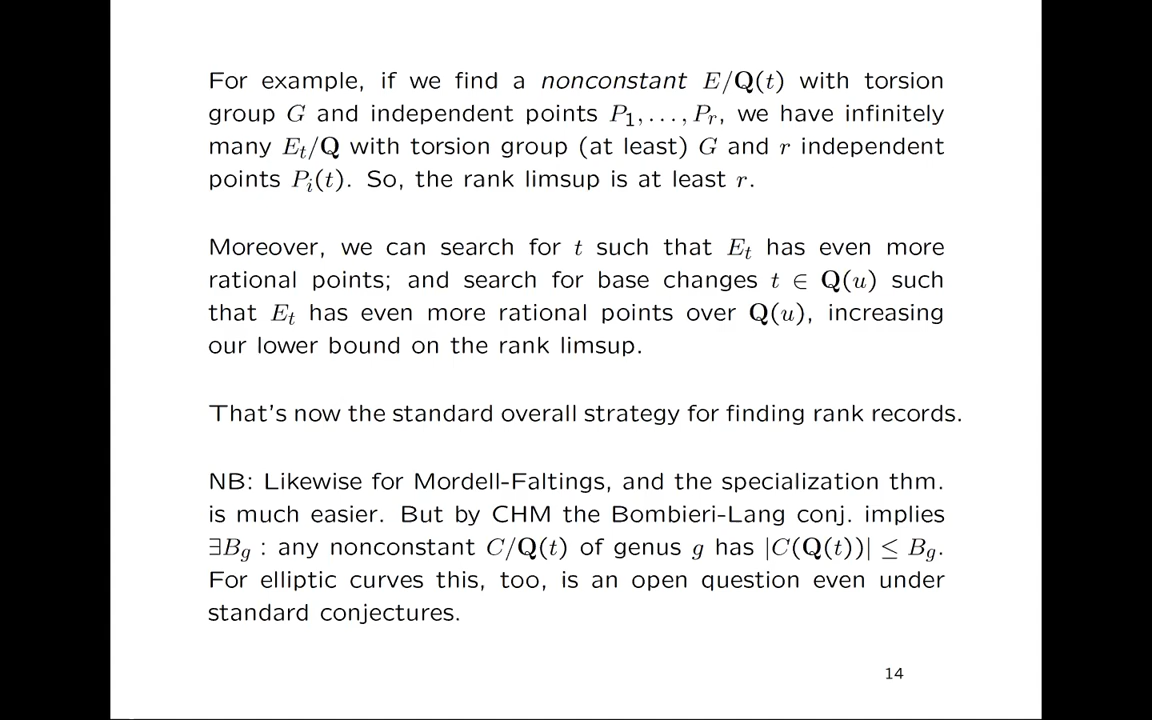 For example, if we find a nonconstant E/Q(t) with torsion
group G and independent points P₁, . . . , Pᵣ, we have infinitely
many Eₜ/Q with torsion group (at least) G and r independent
points Pᵢ(t). So, the rank limsup is at least r.
Moreover, we can search for t such that Eₜ has even more
rational points; and search for base changes t ∈ Q(u) such
that Eₜ has even more rational points over Q(u), increasing
our lower bound on the rank limsup.
That's now the standard overall strategy for finding rank records.
NB: Likewise for Mordell-Faltings, and the specialization thm.
is much easier. But by CHM the Bombieri-Lang conj. implies
∃B_g : any nonconstant C/Q(t) of genus g has |C(Q(t))| ≤ B_g.
For elliptic curves this, too, is an open question even under
standard conjectures.
14